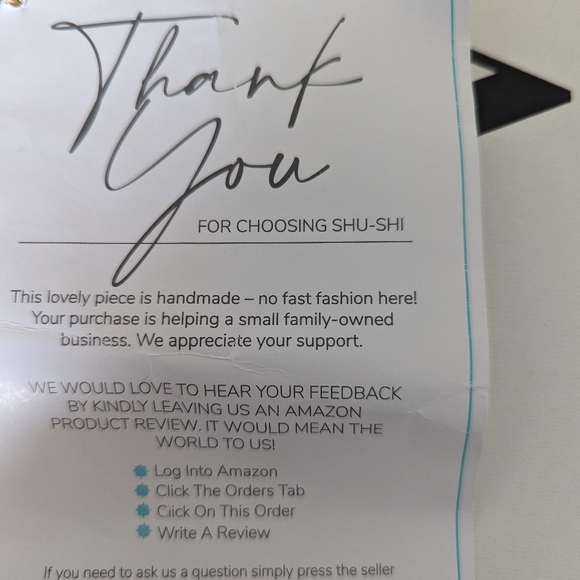 Thank
You
FOR CHOOSING SHU-SHI
This lovely piece is handmade – no fast fashion here!
Your purchase is helping a small family-owned
business. We appreciate your support.
WE WOULD LOVE TO HEAR YOUR FEEDBACK
BY KINDLY LEAVING US AN AMAZON
PRODUCT REVIEW. IT WOULD MEAN THE
WORLD TO US!
Log Into Amazon
Click The Orders Tab
Click On This Order
Write A Review
If you need to ask us a question simply press the seller